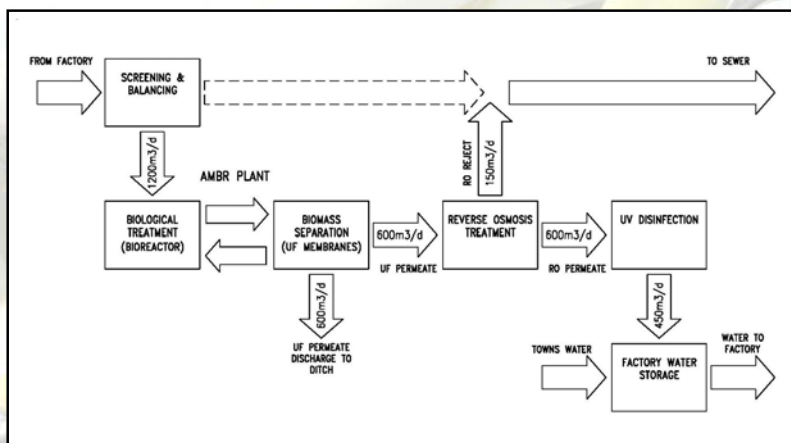 FROM FACTORY
SCREENING &
BALANCING
TO SEWER
1200m3/d
AMBR PLANT
RO REJECT
150m3/d
BIOLOGICAL
TREATMENT
(BIOREACTOR)
BIOMASS
SEPARATION
(UF MEMBRANES)
600m3/d
UF PERMEATE
REVERSE OSMOSIS
TREATMENT
600m3/d
RO PERMEATE
UV DISINFECTION
600m3/d
UF PERMEATE
DISCHARGE TO
DITCH
450m3/d
TOWNS WATER
FACTORY WATER
STORAGE
WATER TO
FACTORY